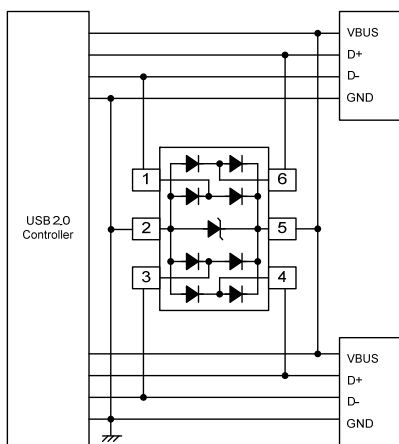 VBUS
D+
D-
GND
1
6
2
5
3
4
USB 2.0
Controller
VBUS
D+
D-
GND